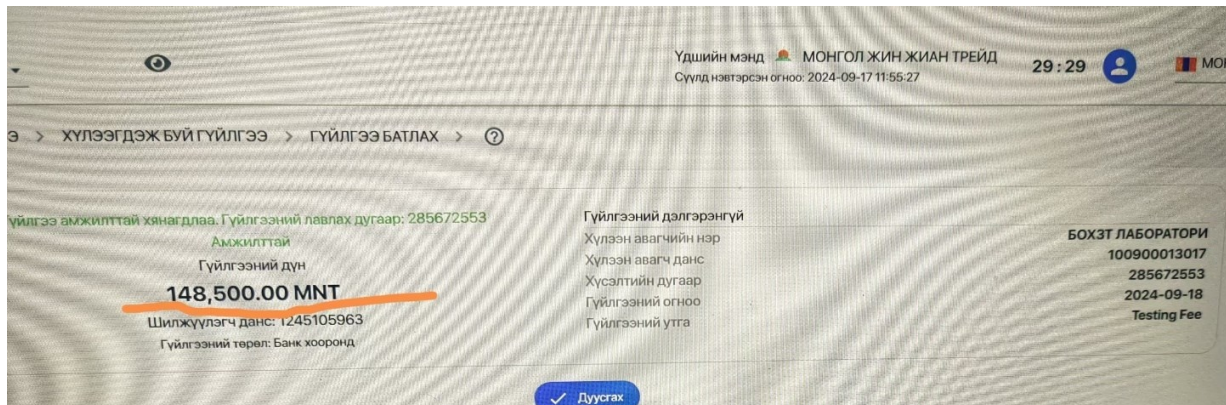 Үдшийн мэнд МОНГОЛ ЖИН ЖИАН ТРЕЙД
Сүүлд нэвтэрсэн огноо: 2024-09-17 11:55:27
29:29
ХҮЛЭЭГДЭЖ БУЙ ГҮЙЛГЭЭ > ГҮЙЛГЭЭ БАТЛАХ >
гүйлгээ амжилттай хянагдлаа. Гүйлгээний лавлах дугаар: 285672553
Амжилттай
Гүйлгээний дүн
148,500.00 MNT
Шилжүүлэгч данс: 1245105963
Гүйлгээний төрөл: Банк хооронд
Гүйлгээний дэлгэрэнгүй
Хүлээн авагчийн нэр БОХЗТ ЛАБОРАТОРИ
Хүлээн авагч данс 100900013017
Хүсэлтийн дугаар 285672553
Гүйлгээний огноо 2024-09-18
Гүйлгээний утга Testing Fee
Дуусгах